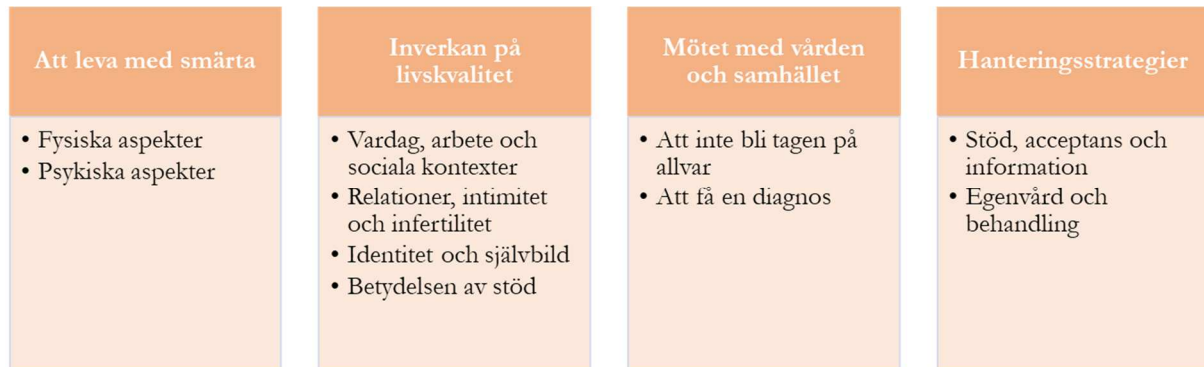 Att leva med smärta
• Fysiska aspekter
• Psykiska aspekter
Inverkan på
livskvalitet
• Vardag, arbete och
sociala kontexter
• Relationer, intimitet
och infertilitet
• Identitet och självbild
• Betydelsen av stöd
Mötet med vården
och samhället
• Att inte bli tagen på
allvar
• Att få en diagnos
Hanteringsstrategier
• Stöd, acceptans och
information
• Egenvård och
behandling